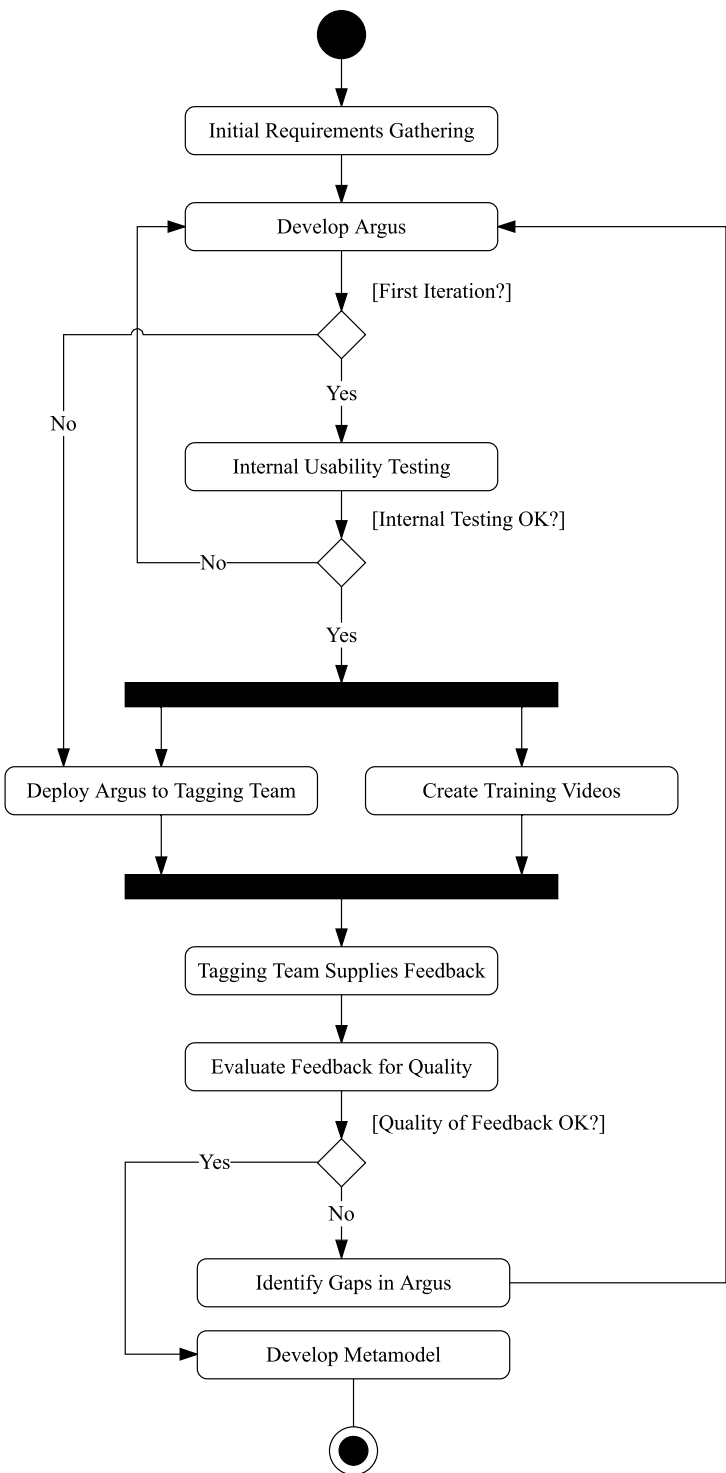 Initial Requirements Gathering
Develop Argus
[First Iteration?]
Yes
No
Internal Usability Testing
[Internal Testing OK?]
No
Yes
Deploy Argus to Tagging Team
Create Training Videos
Tagging Team Supplies Feedback
Evaluate Feedback for Quality
[Quality of Feedback OK?]
Yes
No
Identify Gaps in Argus
Develop Metamodel